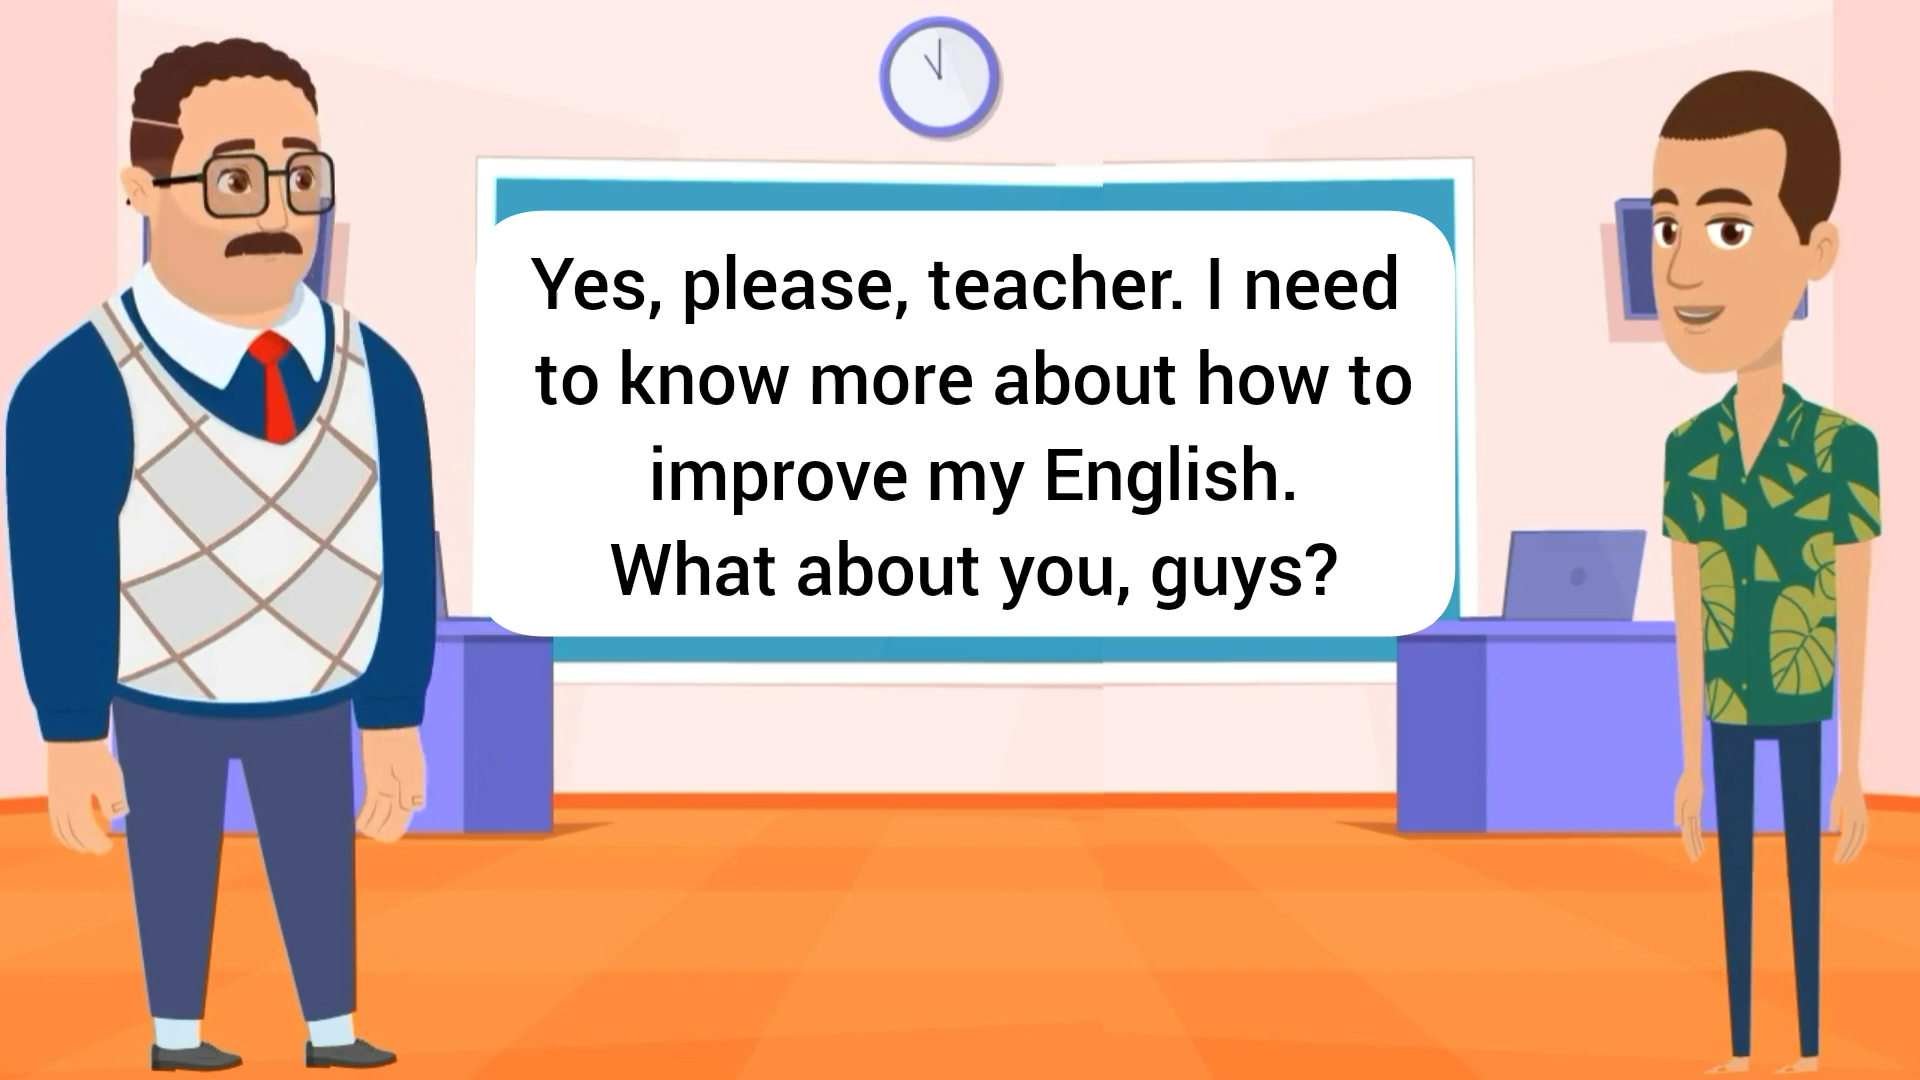 Yes, please, teacher. I need
to know more about how to
improve my English.
What about you, guys?